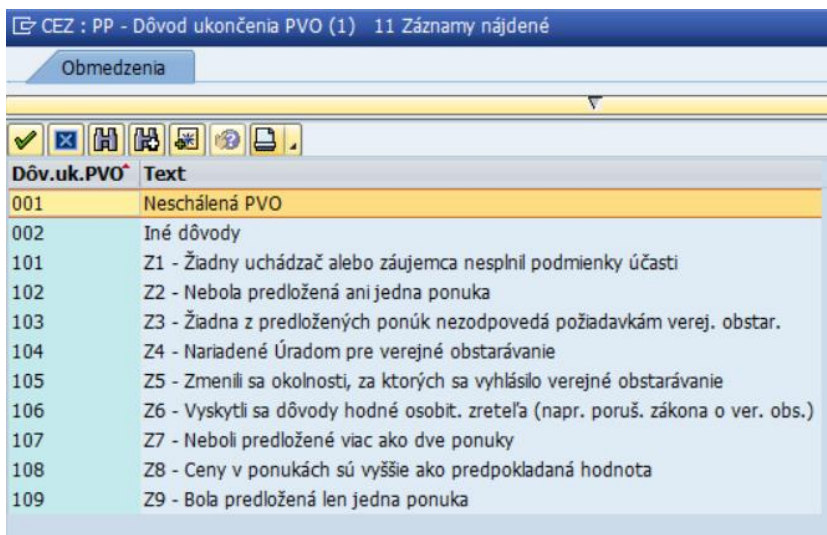 CEZ : PP - Dôvod ukončenia PVO (1) 11 Záznamy nájdené
Obmedzenia
Dôv.uk.PVO Text
001 Neschálená PVO
002 Iné dôvody
101 Z1 - Žiadny uchádzač alebo záujemca nesplnil podmienky účasti
102 Z2 - Nebola predložená ani jedna ponuka
103 Z3 - Žiadna z predložených ponúk nezodpovedá požiadavkám verej. obstar.
104 Z4 - Nariadené Úradom pre verejné obstarávanie
105 Z5 - Zmenili sa okolnosti, za ktorých sa vyhlásilo verejné obstarávanie
106 Z6 - Vyskytli sa dôvody hodné osobit. zreteľa (napr. poruš. zákona o ver. obs.)
107 Z7 - Neboli predložené viac ako dve ponuky
108 Z8 - Ceny v ponukách sú vyššie ako predpokladaná hodnota
109 Z9 - Bola predložená len jedna ponuka